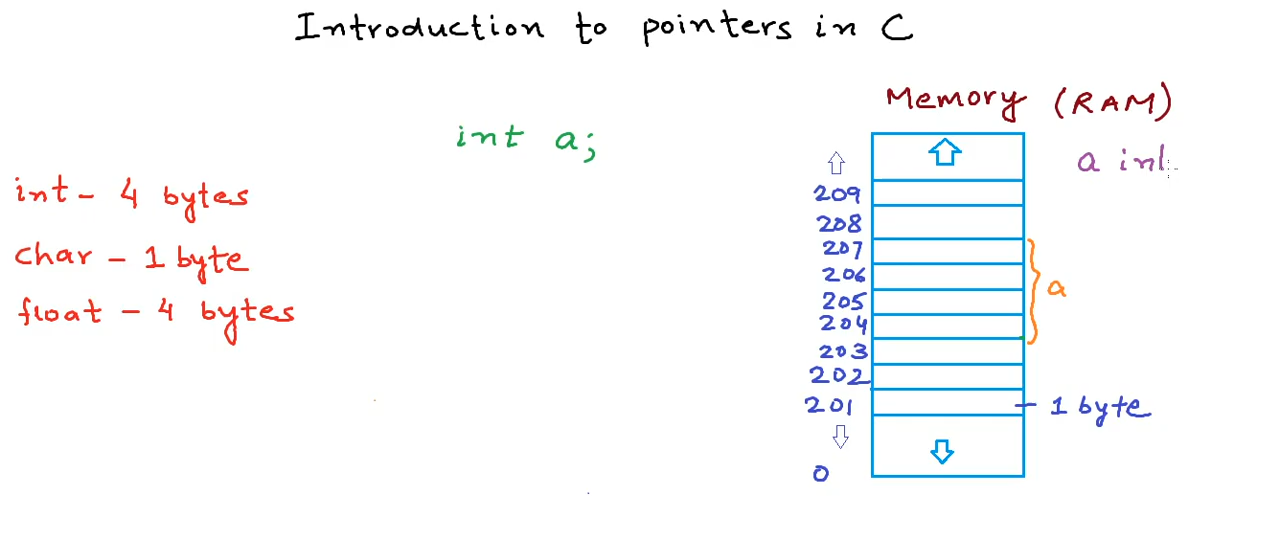 Introduction to pointers in C
Memory (RAM)
int a;
a int
int - 4 bytes
char - 1 byte
float - 4 bytes
209
208
207
206
205
204
203
202
201
0
a
1 byte